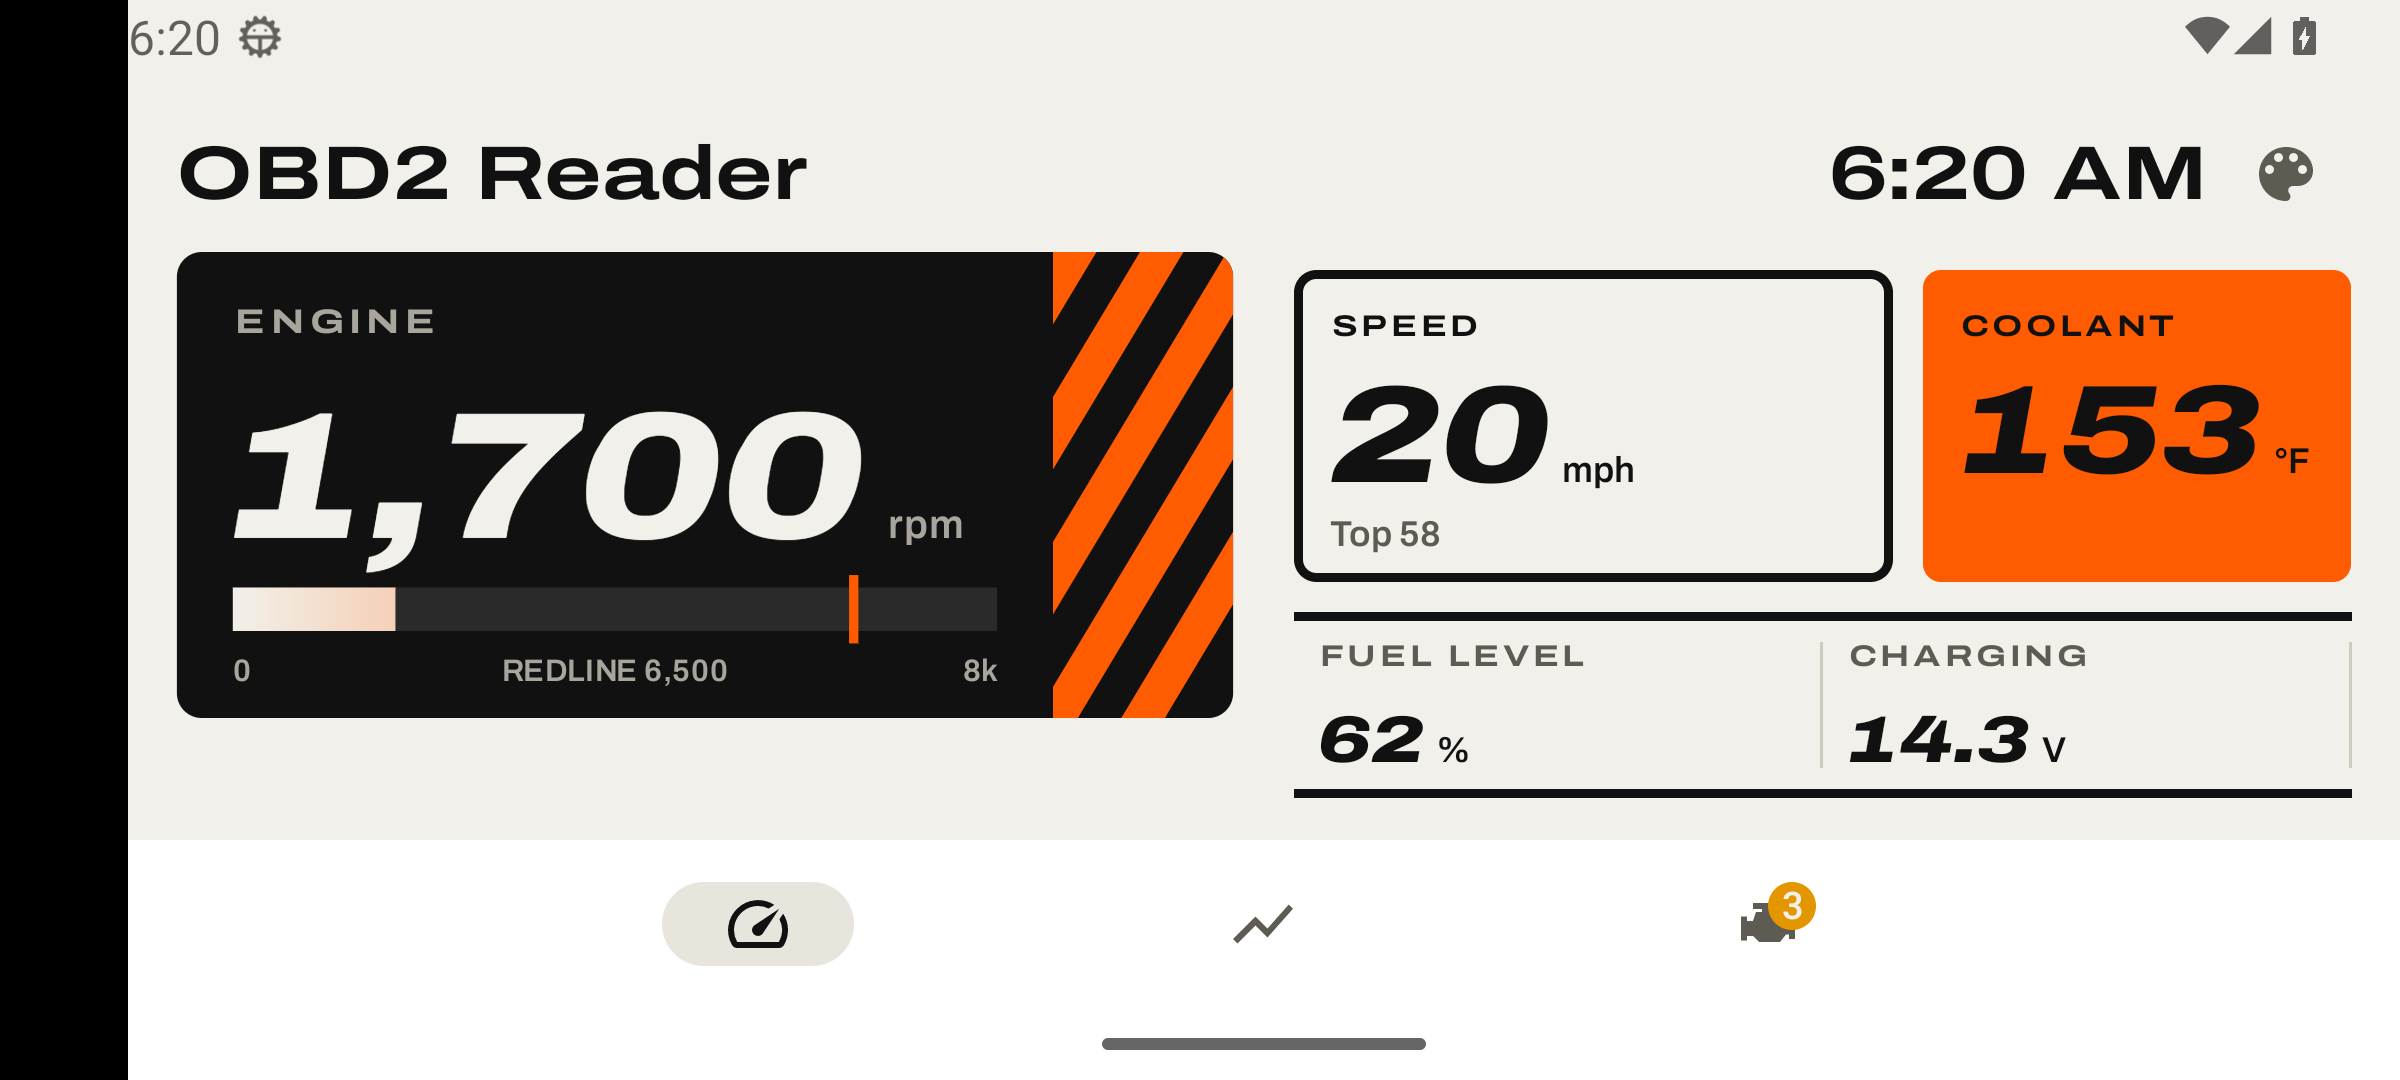 6:20
OBD2 Reader
6:20 AM
ENGINE
1,700 rpm
0 REDLINE 6,500 8k
SPEED
20 mph
Top 58
COOLANT
153 °F
FUEL LEVEL
62 %
CHARGING
14.3 V
3